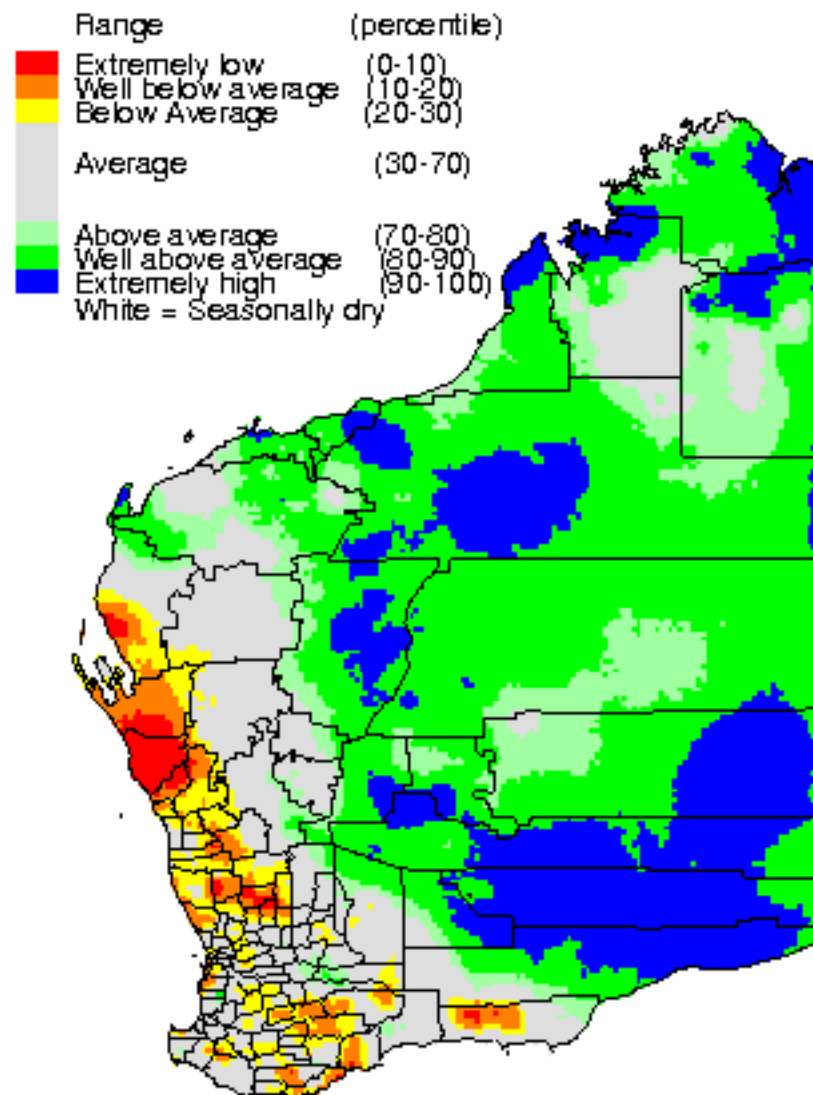 Range (percentile)
Extremely low (0-10)
Well below average (10-20)
Below Average (20-30)
Average (30-70)
Above average (70-80)
Well above average (80-90)
Extremely high (90-100)
White = Seasonally dry